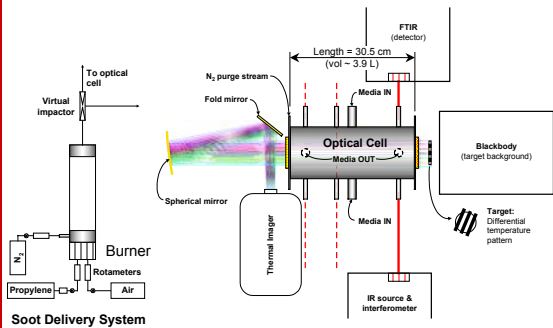 To optical
cell
Virtual
impactor
N2
Burner
Rotameters
Propylene
Air
Soot Delivery System
Length = 30.5 cm
(vol ~ 3.9 L)
N2 purge stream
Fold mirror
Spherical mirror
Thermal Imager
Media IN
Optical Cell
Media OUT
Media IN
FTIR
(detector)
Blackbody
(target background)
Target:
Differential
temperature
pattern
IR source &
interferometer